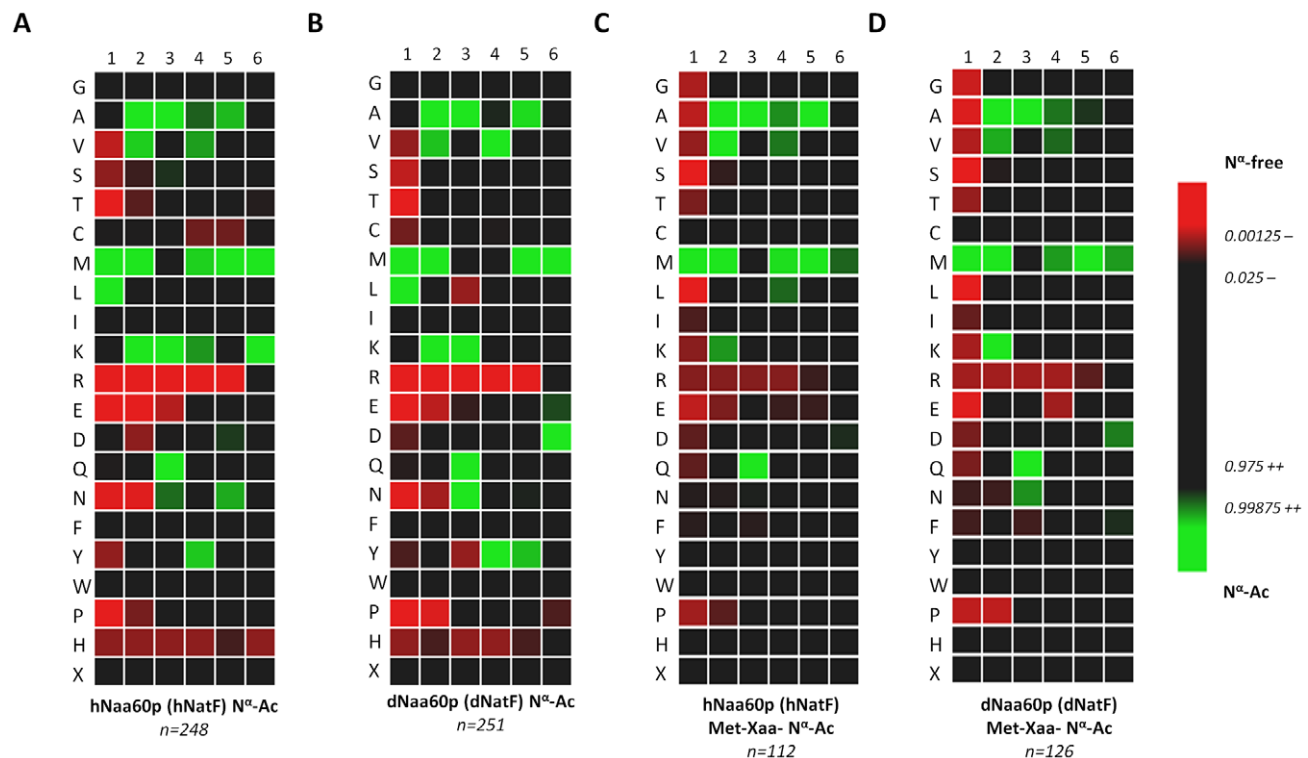 A
B
C
D
1 2 3 4 5 6
1 2 3 4 5 6
1 2 3 4 5 6
1 2 3 4 5 6
G G G G
A A A A
V V V V
S S S S
T T T T
C C C C
M M M M
L L L L
I I I I
K K K K
R R R R
E E E E
D D D D
Q Q Q Q
N N N N
F F F F
Y Y Y Y
W W W W
P P P P
H H H H
X X X X
Nα-free
0.00125 –
0.025 –
0.975 ++
0.99875 ++
Nα-Ac
hNaa60p (hNatF) Nα-Ac
n=248
dNaa60p (dNatF) Nα-Ac
n=251
hNaa60p (hNatF)
Met-Xaa- Nα-Ac
n=112
dNaa60p (dNatF)
Met-Xaa- Nα-Ac
n=126